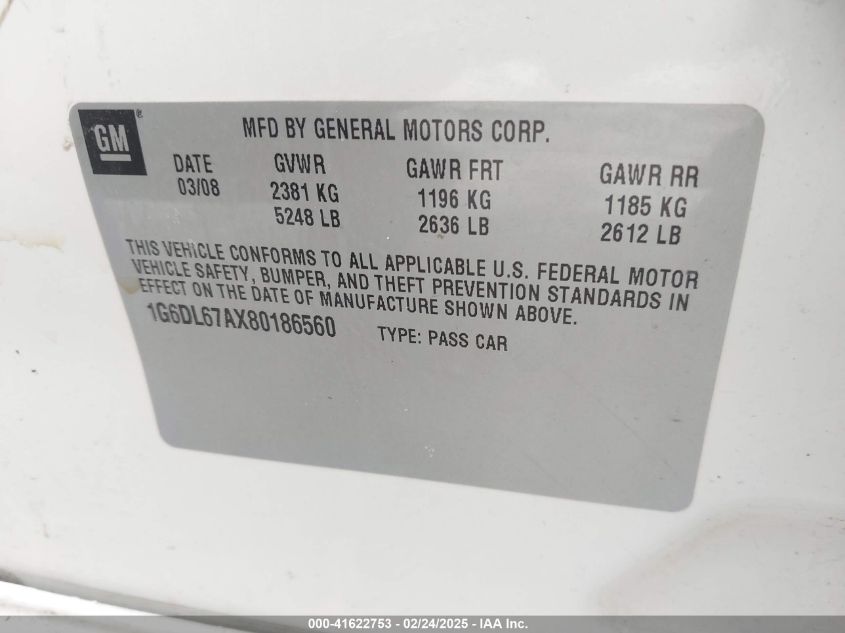 GM®
MFD BY GENERAL MOTORS CORP.
DATE GVWR GAWR FRT GAWR RR
03/08 2381 KG 1196 KG 1185 KG
5248 LB 2636 LB 2612 LB
THIS VEHICLE CONFORMS TO ALL APPLICABLE U.S. FEDERAL MOTOR
VEHICLE SAFETY, BUMPER, AND THEFT PREVENTION STANDARDS IN
EFFECT ON THE DATE OF MANUFACTURE SHOWN ABOVE.
1G6DL67AX80186560 TYPE: PASS CAR
000-41622753 - 02/24/2025 - IAA Inc.